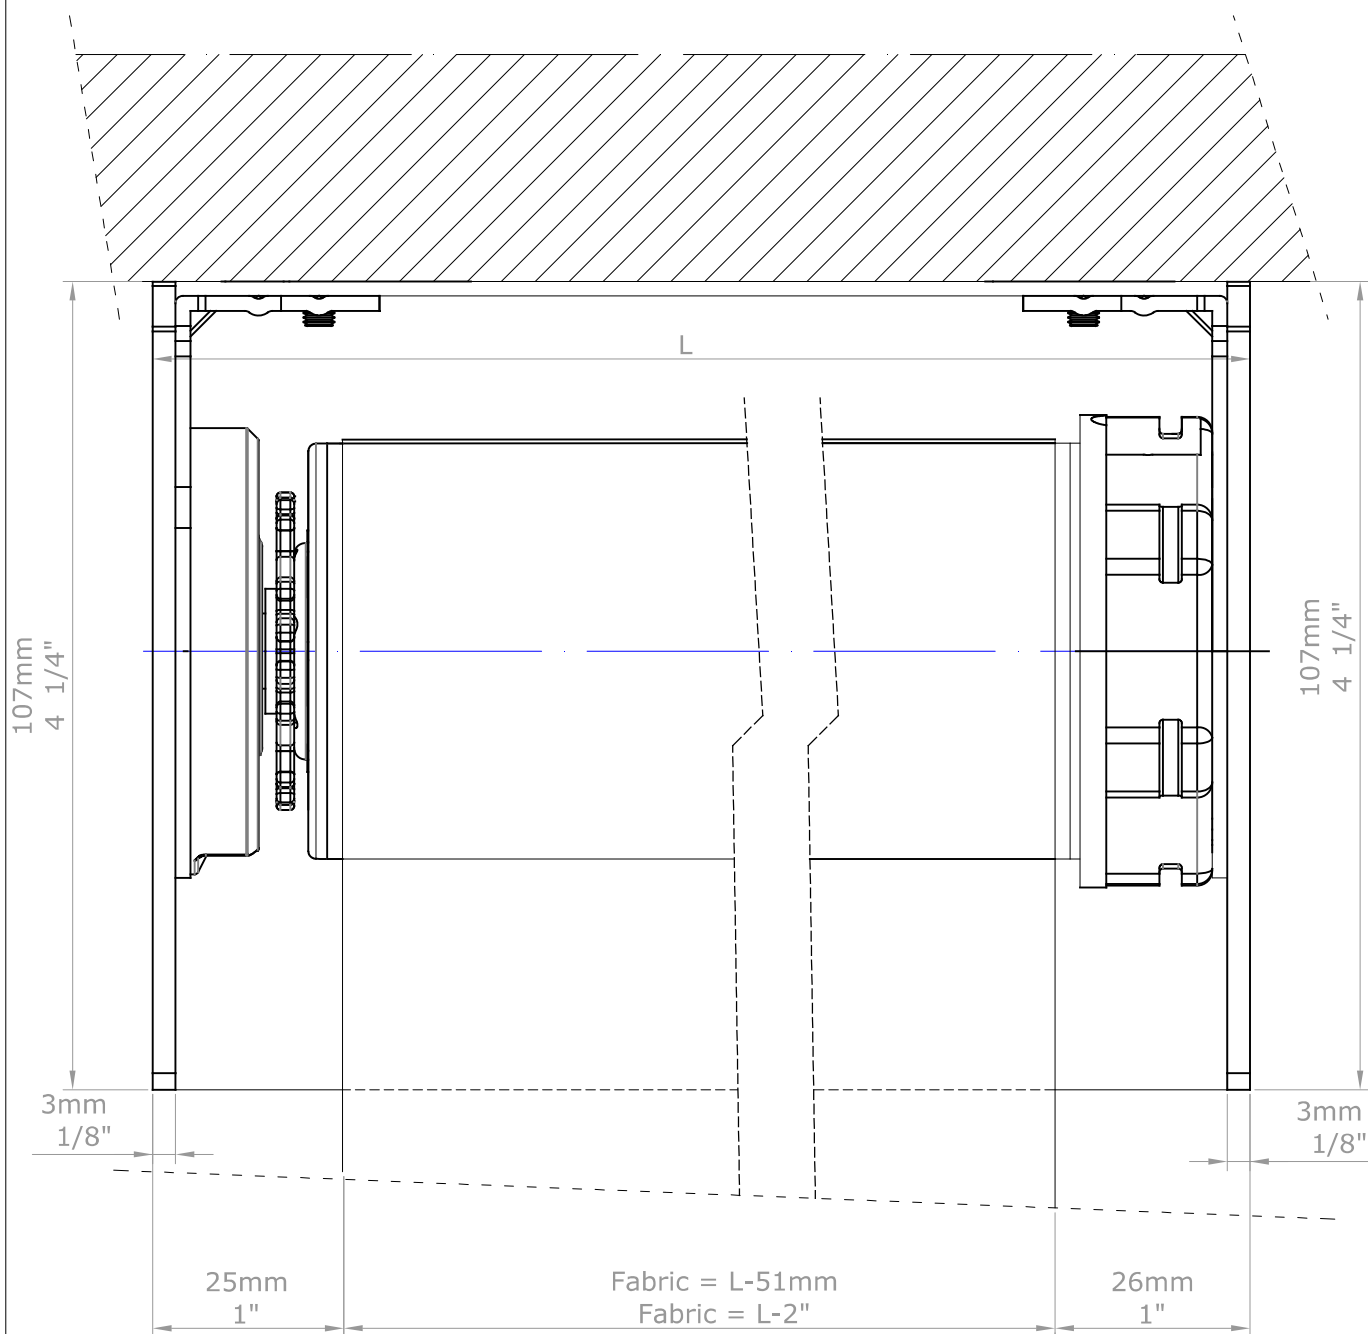 L
107mm
4 1/4"
107mm
4 1/4"
3mm
1/8"
3mm
1/8"
25mm
1"
Fabric = L-51mm
Fabric = L-2"
26mm
1"